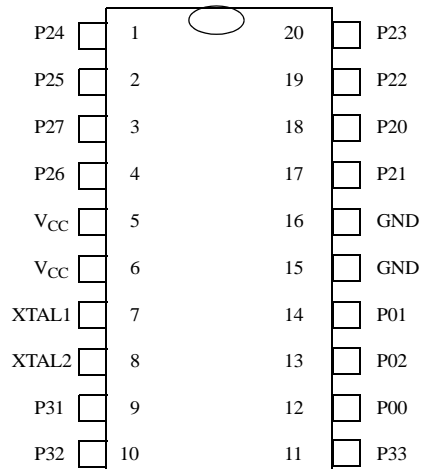 P24 1 20 P23
P25 2 19 P22
P27 3 18 P20
P26 4 17 P21
VCC 5 16 GND
VCC 6 15 GND
XTAL1 7 14 P01
XTAL2 8 13 P02
P31 9 12 P00
P32 10 11 P33